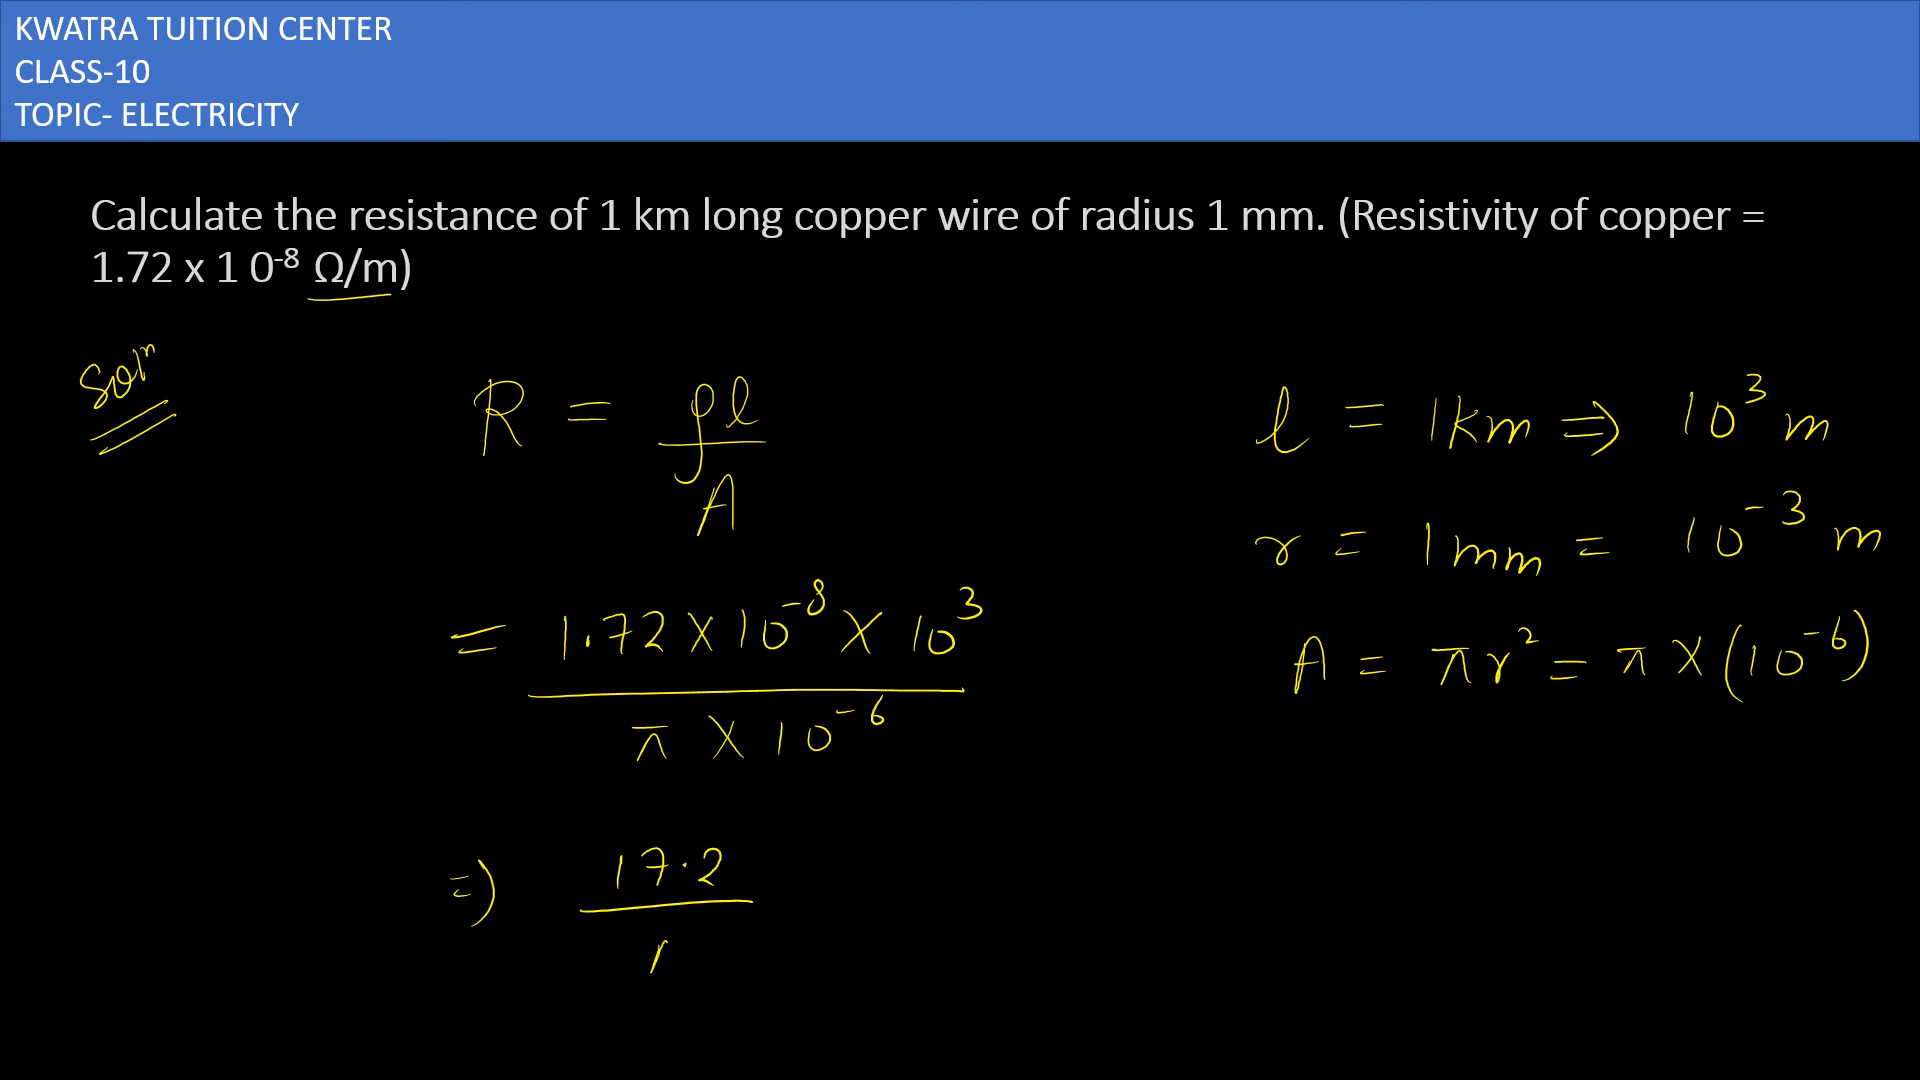 KWATRA TUITION CENTER
CLASS-10
TOPIC- ELECTRICITY
Calculate the resistance of 1 km long copper wire of radius 1 mm. (Resistivity of copper =
1.72 x 1 0⁻⁸ Ω/m)
Solⁿ
R = ρl / A
= 1.72 × 10⁻⁸ × 10³ / π × 10⁻⁶
⇒ 17.2 /
l = 1km ⇒ 10³ m
r = 1mm = 10⁻³ m
A = πr² = π × (10⁻⁶)